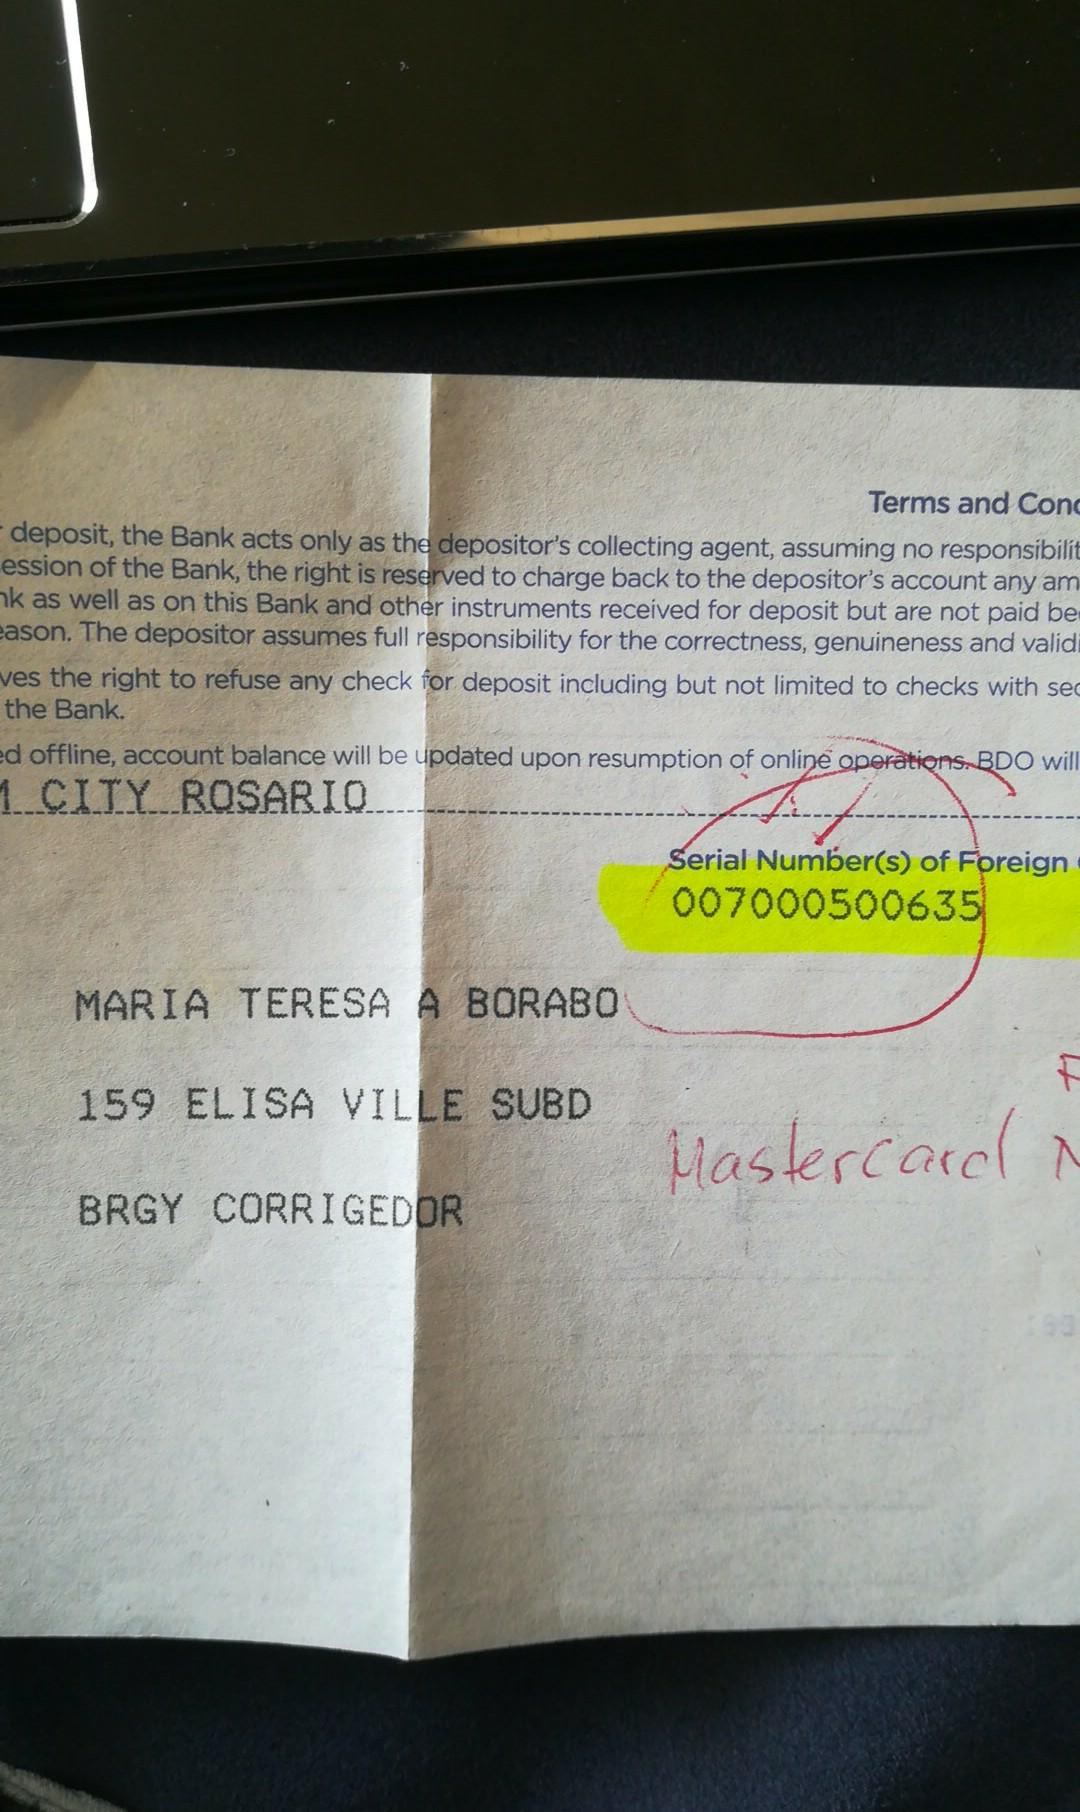 Terms and Cond
deposit, the Bank acts only as the depositor's collecting agent, assuming no responsibilit
ession of the Bank, the right is reserved to charge back to the depositor's account any am
nk as well as on this Bank and other instruments received for deposit but are not paid be
eason. The depositor assumes full responsibility for the correctness, genuineness and validi
ves the right to refuse any check for deposit including but not limited to checks with sec
the Bank.
ed offline, account balance will be updated upon resumption of online operations. BDO will
M CITY ROSARIO
Serial Number(s) of Foreign
007000500635
MARIA TERESA A BORABO
159 ELISA VILLE SUBD
Mastercard N
BRGY CORRIGEDOR